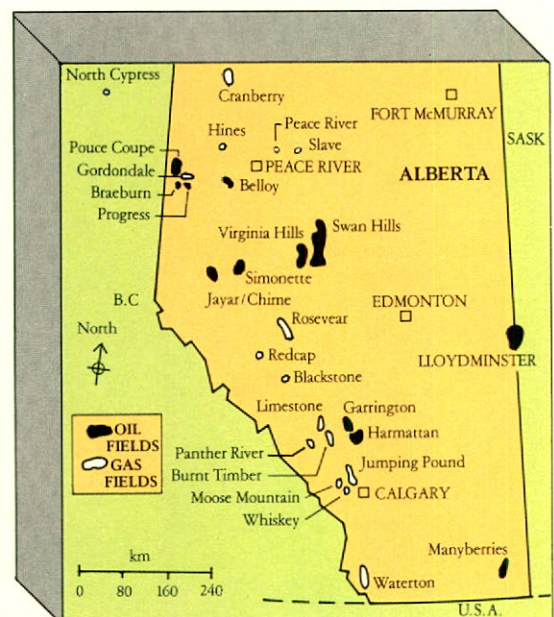 North Cypress
Cranberry
FORT McMURRAY
SASK
Peace River
Hines
Slave
Pouce Coupe
PEACE RIVER
Gordondale
ALBERTA
Braeburn
Belloy
Progress
Swan Hills
Virginia Hills
Simonette
B.C
Jayar/Chime
EDMONTON
Rosevear
North
LLOYDMINSTER
Redcap
Blackstone
Limestone
Garrington
OIL
FIELDS
Harmattan
Panther River
GAS
FIELDS
Burnt Timber
Jumping Pound
Moose Mountain
CALGARY
Whiskey
km
0 80 160 240
Manyberries
Waterton
U.S.A.